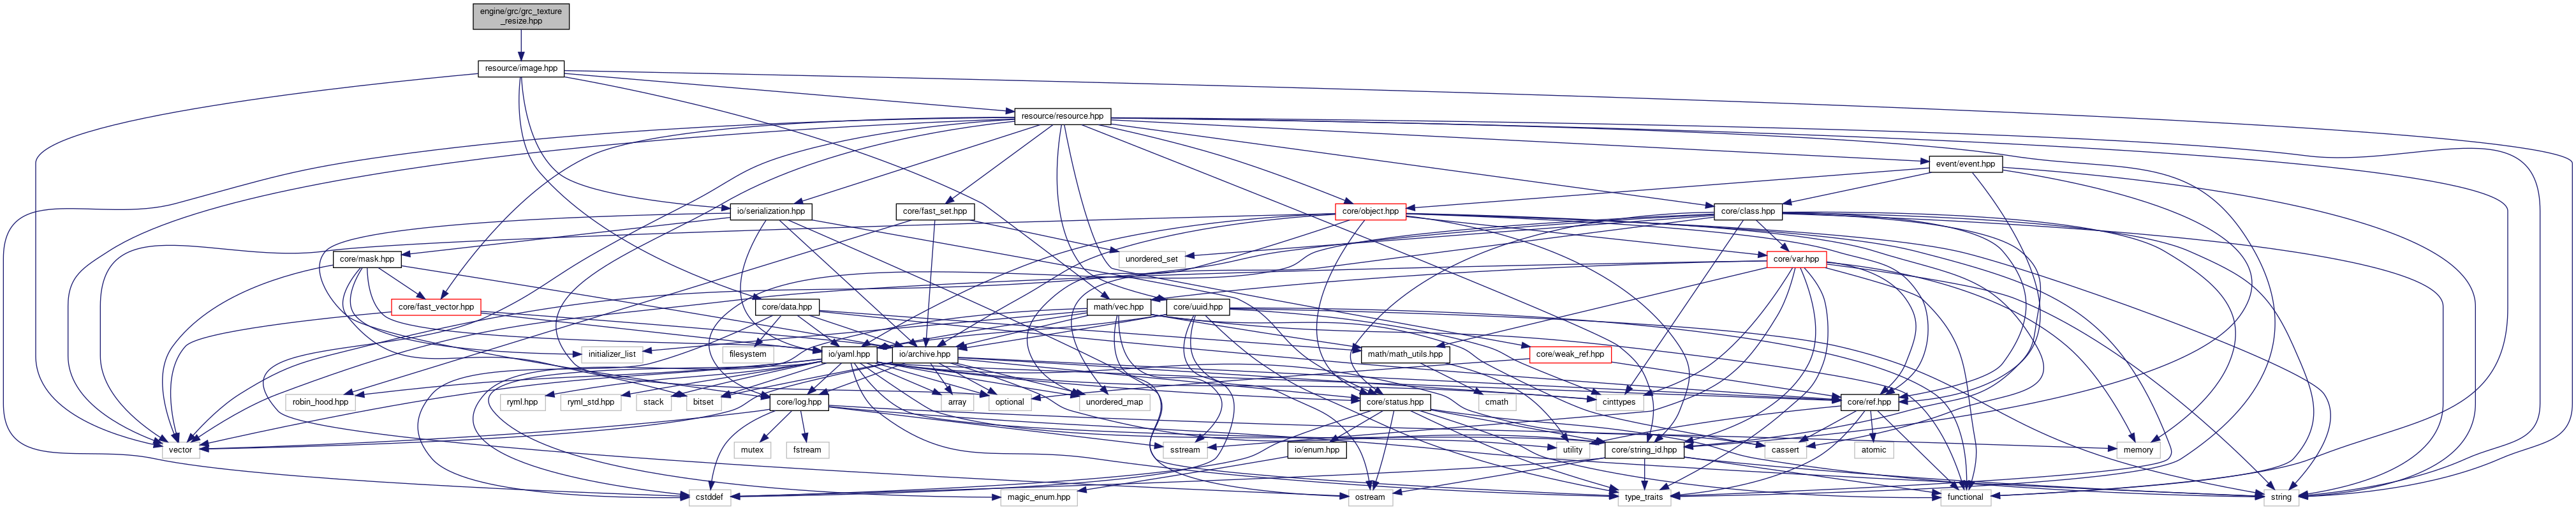 engine/grc/grc_texture
_resize.hpp
resource/image.hpp
resource/resource.hpp
event/event.hpp
io/serialization.hpp
core/fast_set.hpp
core/object.hpp
core/class.hpp
core/mask.hpp
unordered_set
core/var.hpp
core/fast_vector.hpp
core/data.hpp
math/vec.hpp
core/uuid.hpp
initializer_list
filesystem
io/yaml.hpp
io/archive.hpp
math/math_utils.hpp
core/weak_ref.hpp
robin_hood.hpp
ryml.hpp
ryml_std.hpp
stack
bitset
core/log.hpp
array
optional
unordered_map
core/status.hpp
cmath
cinttypes
core/ref.hpp
vector
mutex
fstream
sstream
io/enum.hpp
utility
core/string_id.hpp
cassert
atomic
memory
cstddef
magic_enum.hpp
ostream
type_traits
functional
string